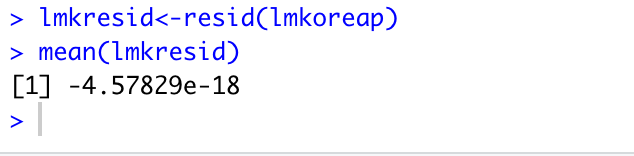 > lmkresid<-resid(lmkoreap)
> mean(lmkresid)
[1] -4.57829e-18
>